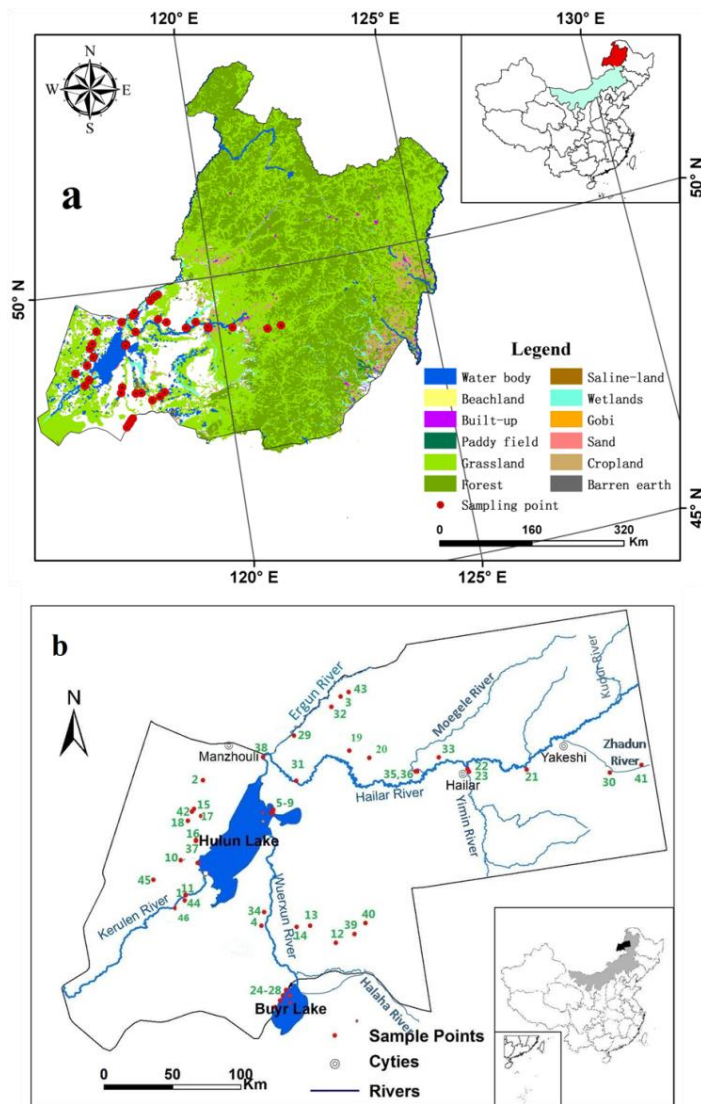 120° E 125° E 130° E
N
W E
S
a
50° N
50° N
45° N
Legend
Water body Saline-land
Beachland Wetlands
Built-up Gobi
Paddy field Sand
Grassland Cropland
Forest Barren earth
Sampling point
0 160 320
Km
120° E 125° E
b
N
Ergun River
43
3
32
29
Moegele River
Kudur River
Manzhouli
38
19
20
33
Yakeshi
Zhadun River
31
35,36
22
23
Hailar
21
30
41
2
Hailar River
Yimin River
15
42
17
18
5-9
16
Hulun Lake
37
10
45
11
1
44
46
Kerulen River
Wuerxun River
34
4
13
14
12
39
40
24-28
Buyr Lake
Halaha River
Sample Points
Cyties
Rivers
0 50 100
Km